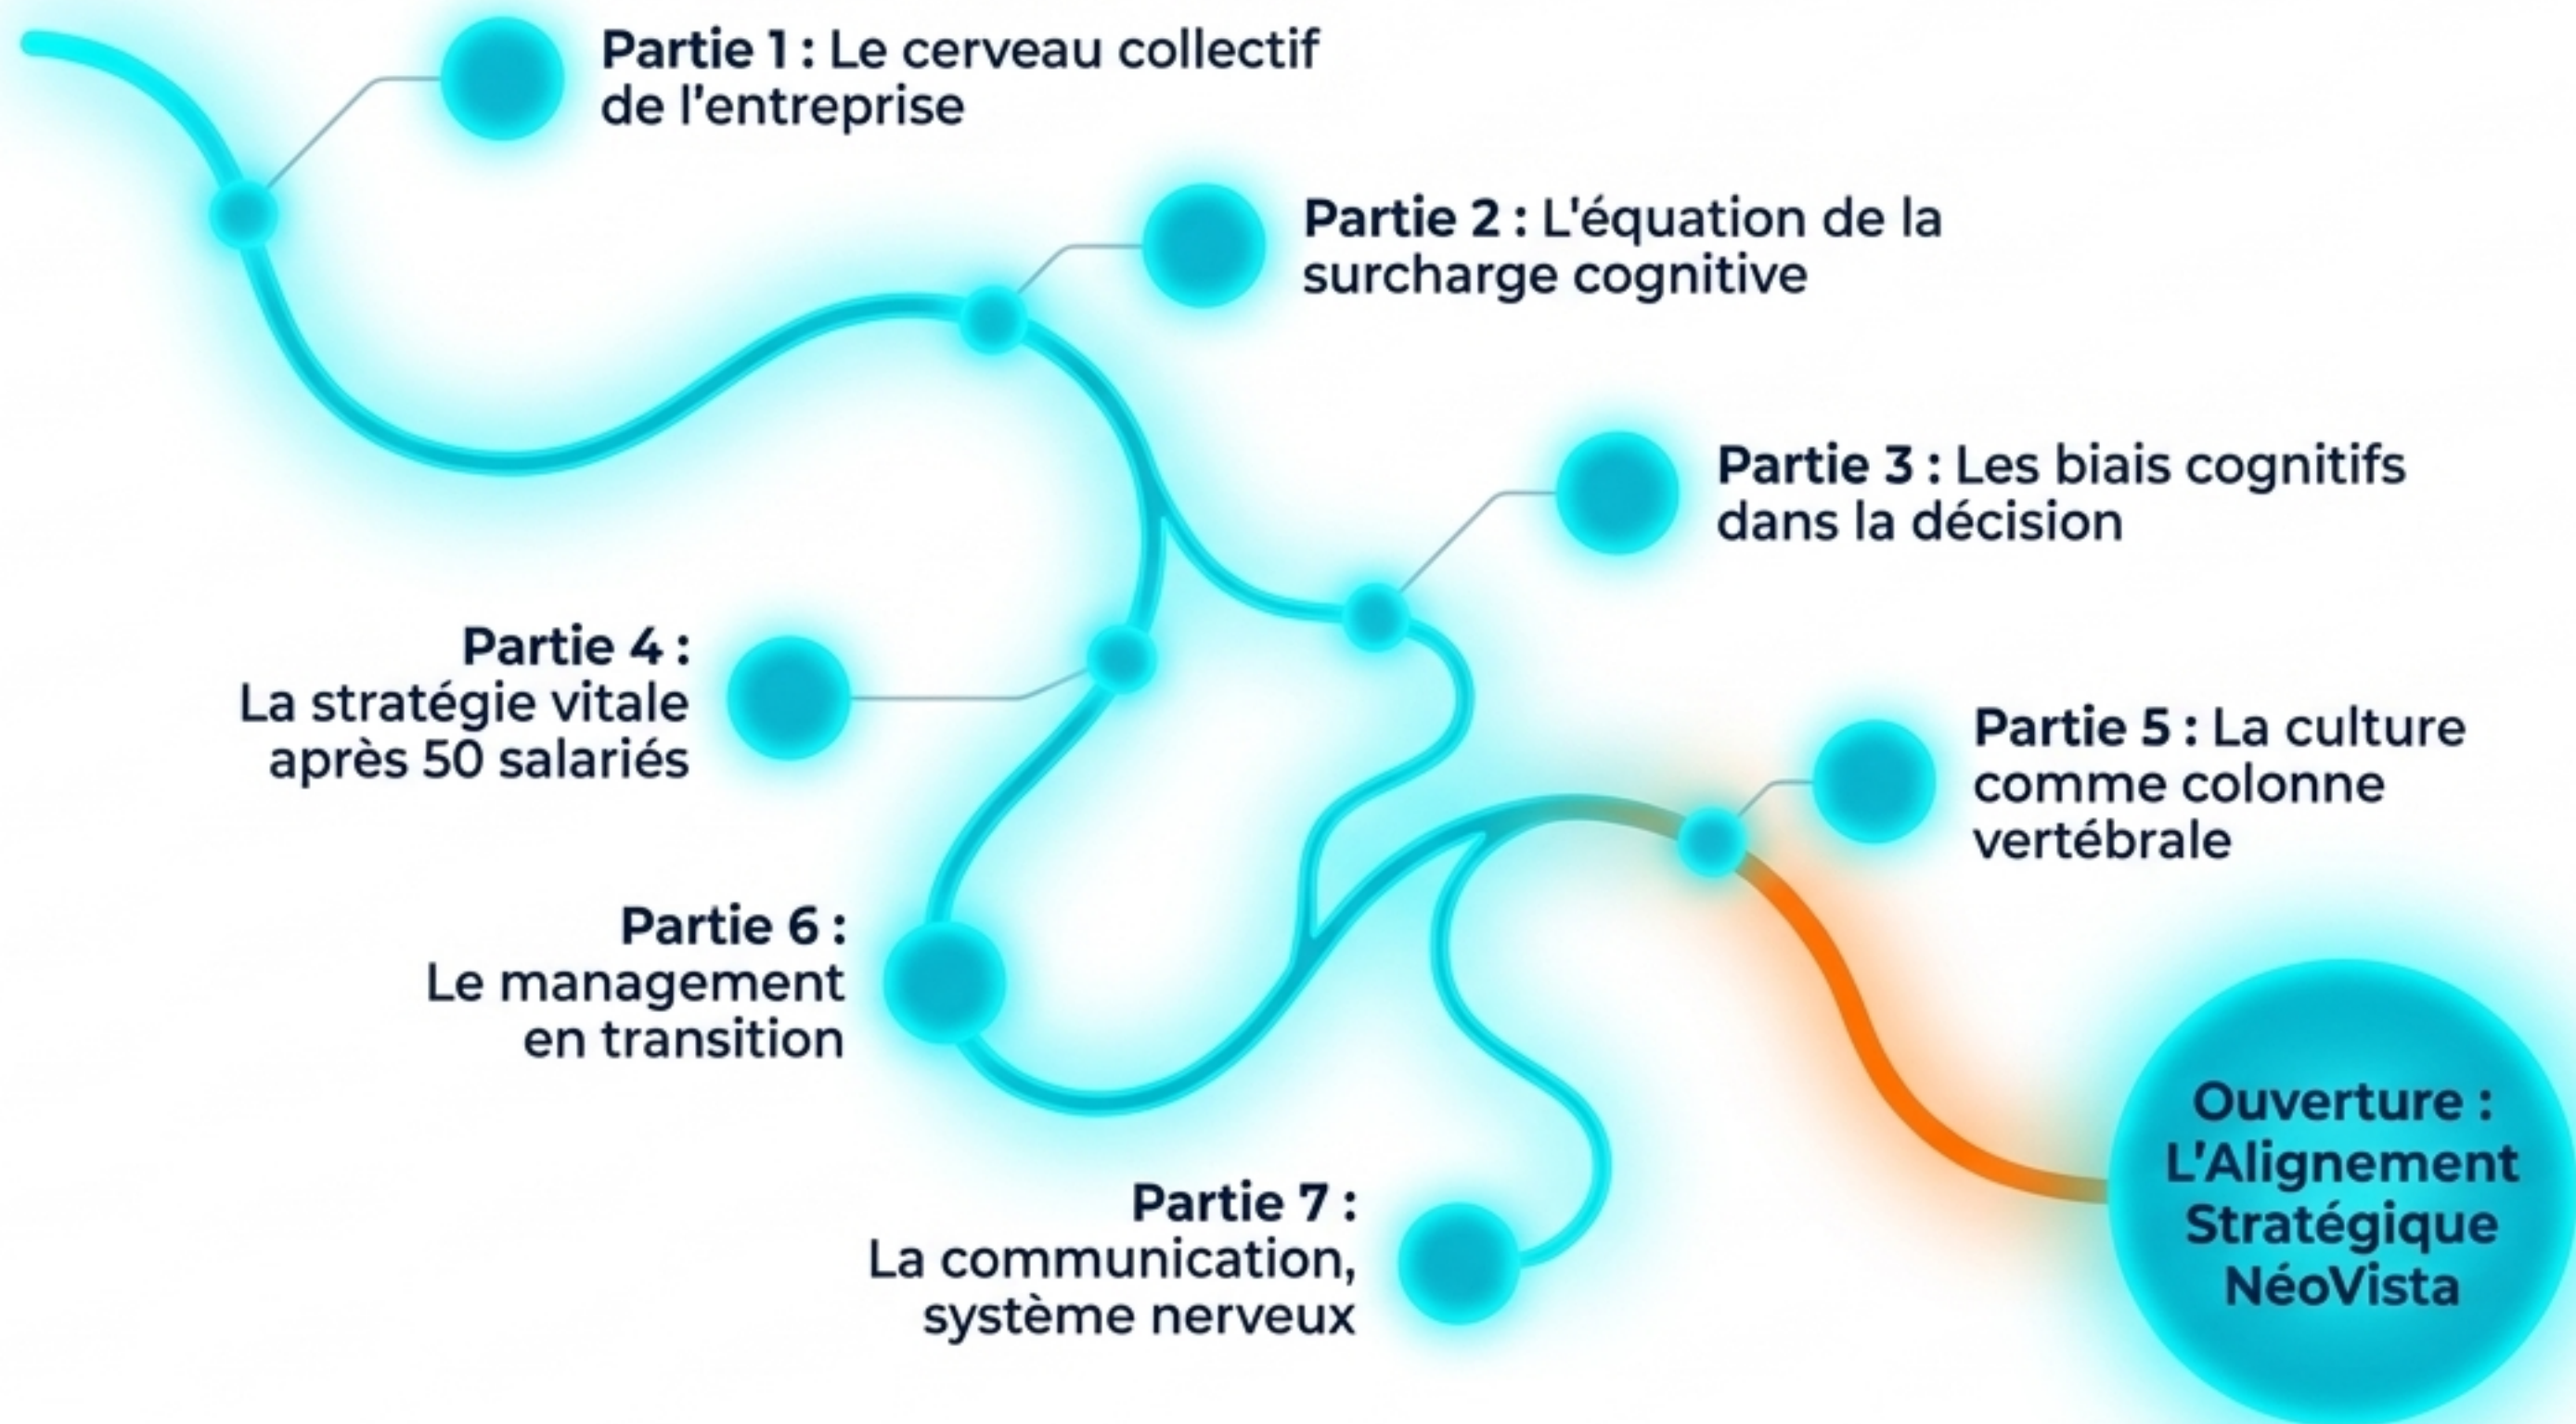 Partie 1 : Le cerveau collectif
de l'entreprise
Partie 2 : L'équation de la
surcharge cognitive
Partie 3 : Les biais cognitifs
dans la décision
Partie 4 :
La stratégie vitale
après 50 salariés
Partie 5 : La culture
comme colonne
vertébrale
Partie 6 :
Le management
en transition
Partie 7 :
La communication,
système nerveux
Ouverture :
L'Alignement
Stratégique
NéoVista